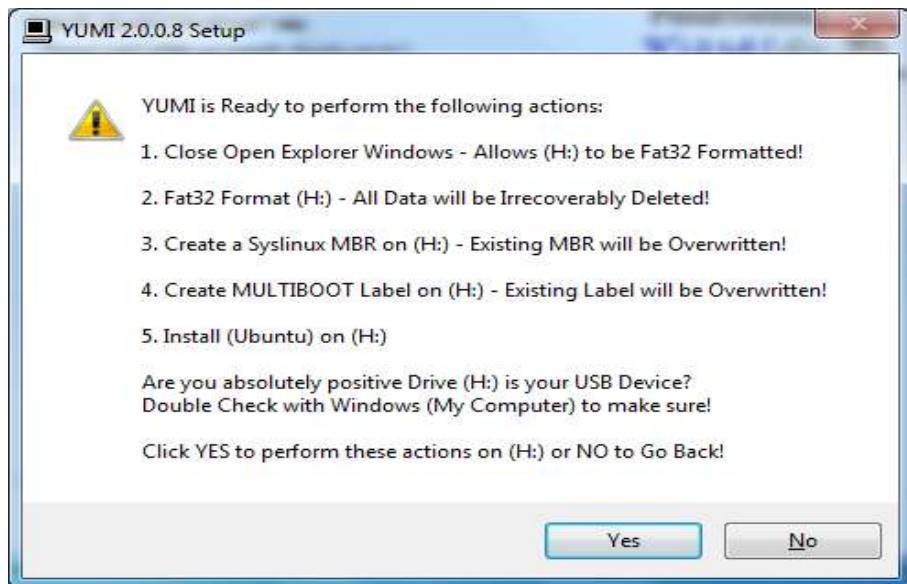 YUMI 2.0.0.8 Setup
YUMI is Ready to perform the following actions:
1. Close Open Explorer Windows - Allows (H:) to be Fat32 Formatted!
2. Fat32 Format (H:) - All Data will be Irrecoverably Deleted!
3. Create a Syslinux MBR on (H:) - Existing MBR will be Overwritten!
4. Create MULTIBOOT Label on (H:) - Existing Label will be Overwritten!
5. Install (Ubuntu) on (H:)
Are you absolutely positive Drive (H:) is your USB Device?
Double Check with Windows (My Computer) to make sure!
Click YES to perform these actions on (H:) or NO to Go Back!
Yes
No